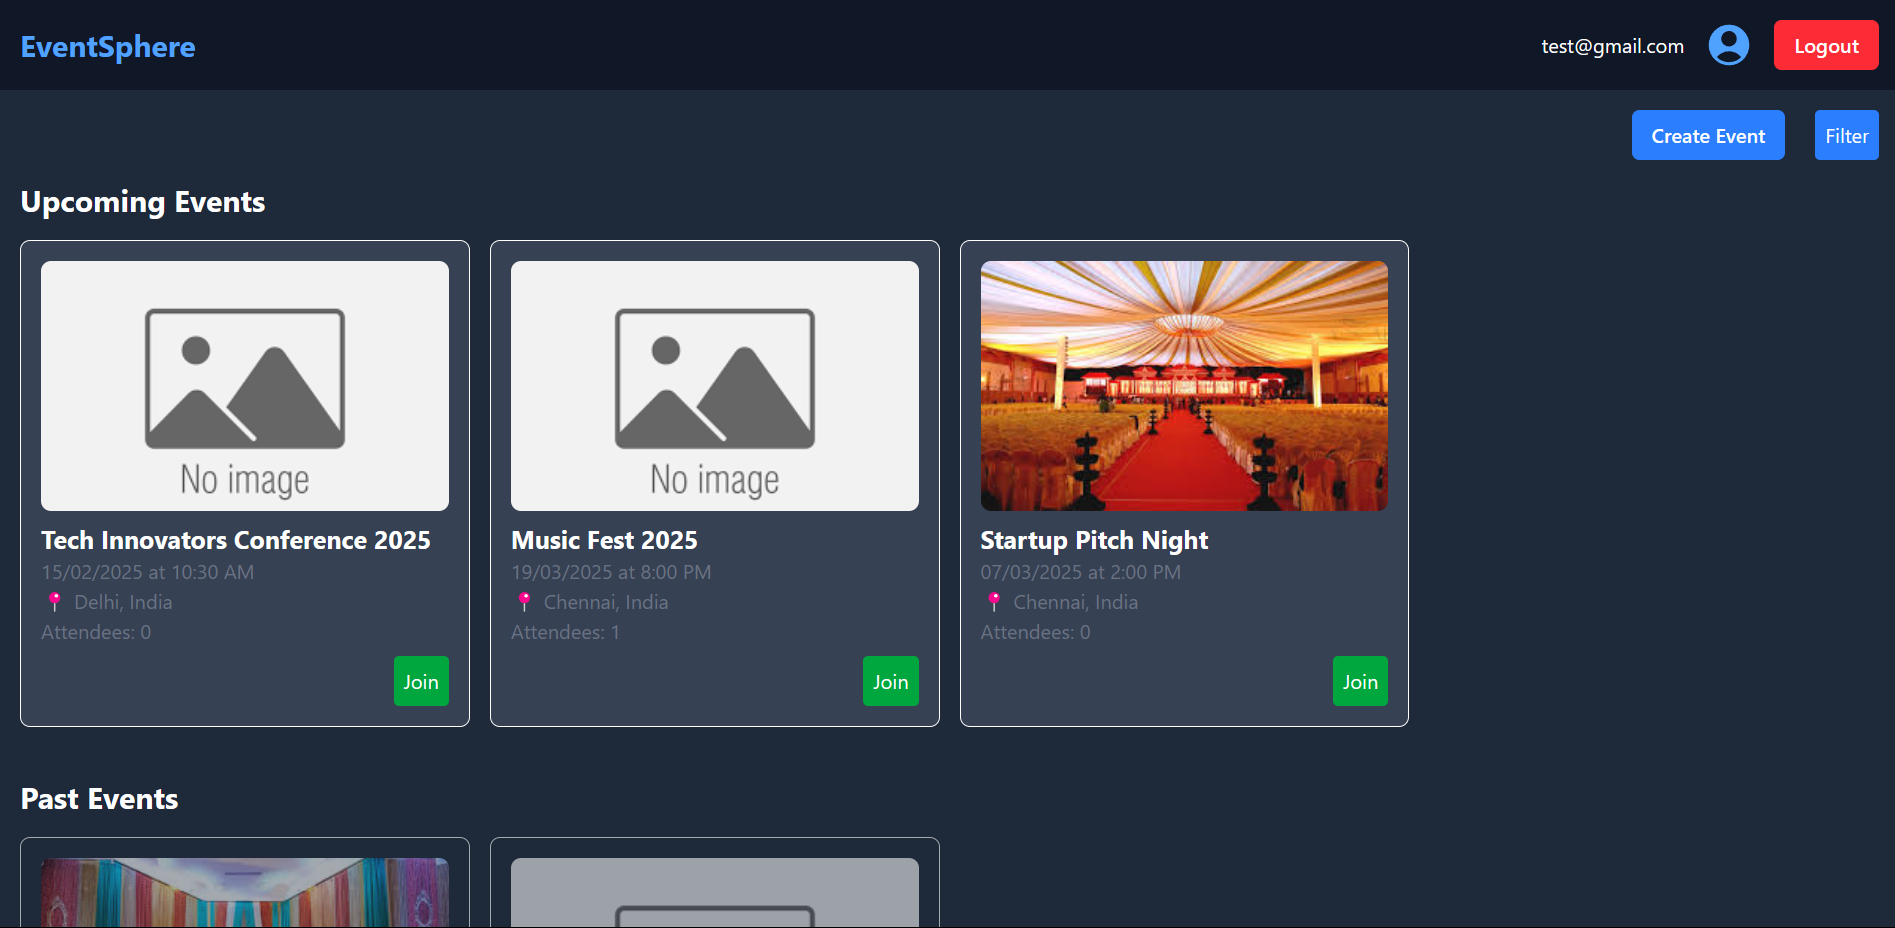 EventSphere
test@gmail.com
Logout
Create Event
Filter
Upcoming Events
No image
Tech Innovators Conference 2025
15/02/2025 at 10:30 AM
📍 Delhi, India
Attendees: 0
Join
No image
Music Fest 2025
19/03/2025 at 8:00 PM
📍 Chennai, India
Attendees: 1
Join
Startup Pitch Night
07/03/2025 at 2:00 PM
📍 Chennai, India
Attendees: 0
Join
Past Events